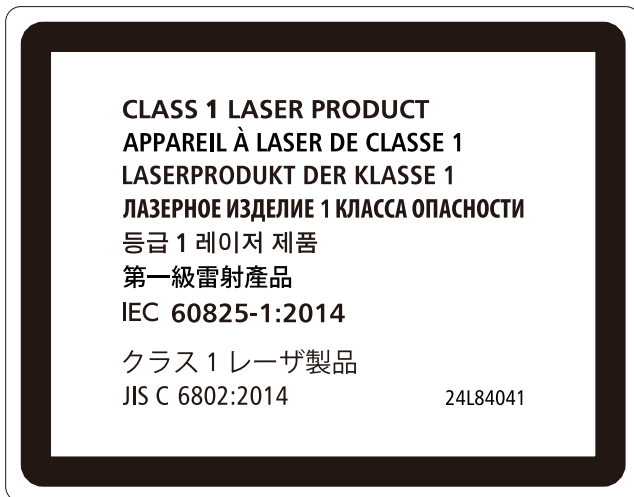 CLASS 1 LASER PRODUCT
APPAREIL À LASER DE CLASSE 1
LASERPRODUKT DER KLASSE 1
ЛАЗЕРНОЕ ИЗДЕЛИЕ 1 КЛАССА ОПАСНОСТИ
등급 1 레이저 제품
第一級雷射產品
IEC 60825-1:2014
クラス 1 レーザ製品
JIS C 6802:2014 24L84041